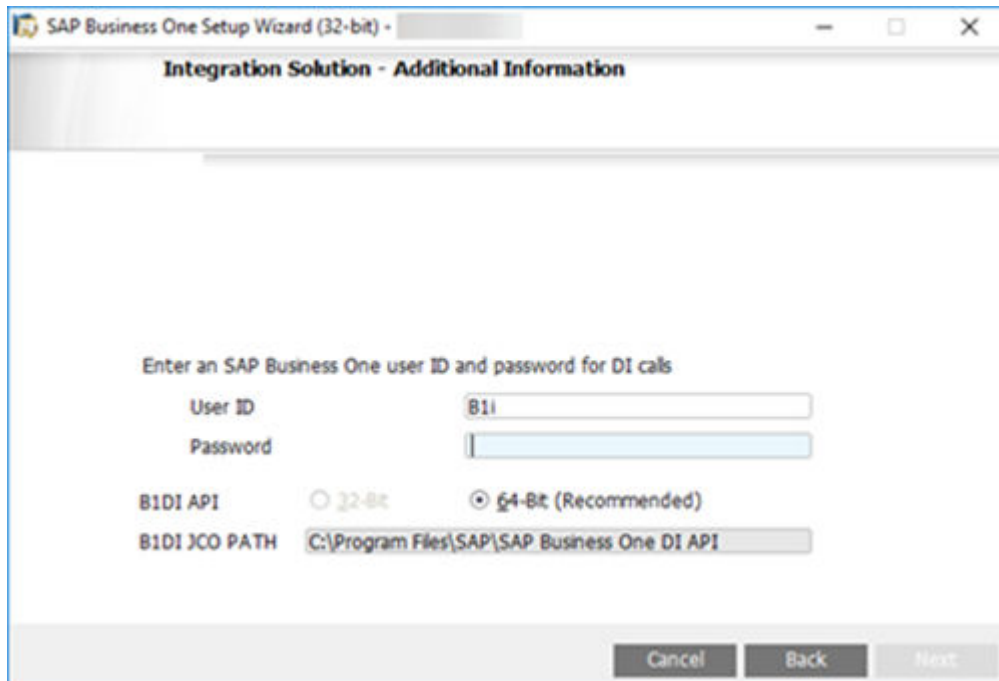 SAP Business One Setup Wizard (32-bit) -
Integration Solution - Additional Information
Enter an SAP Business One user ID and password for DI calls
User ID B1i
Password
B1DI API 32-Bit 64-Bit (Recommended)
B1DI JCO PATH C:\Program Files\SAP\SAP Business One DI API
Cancel Back Next